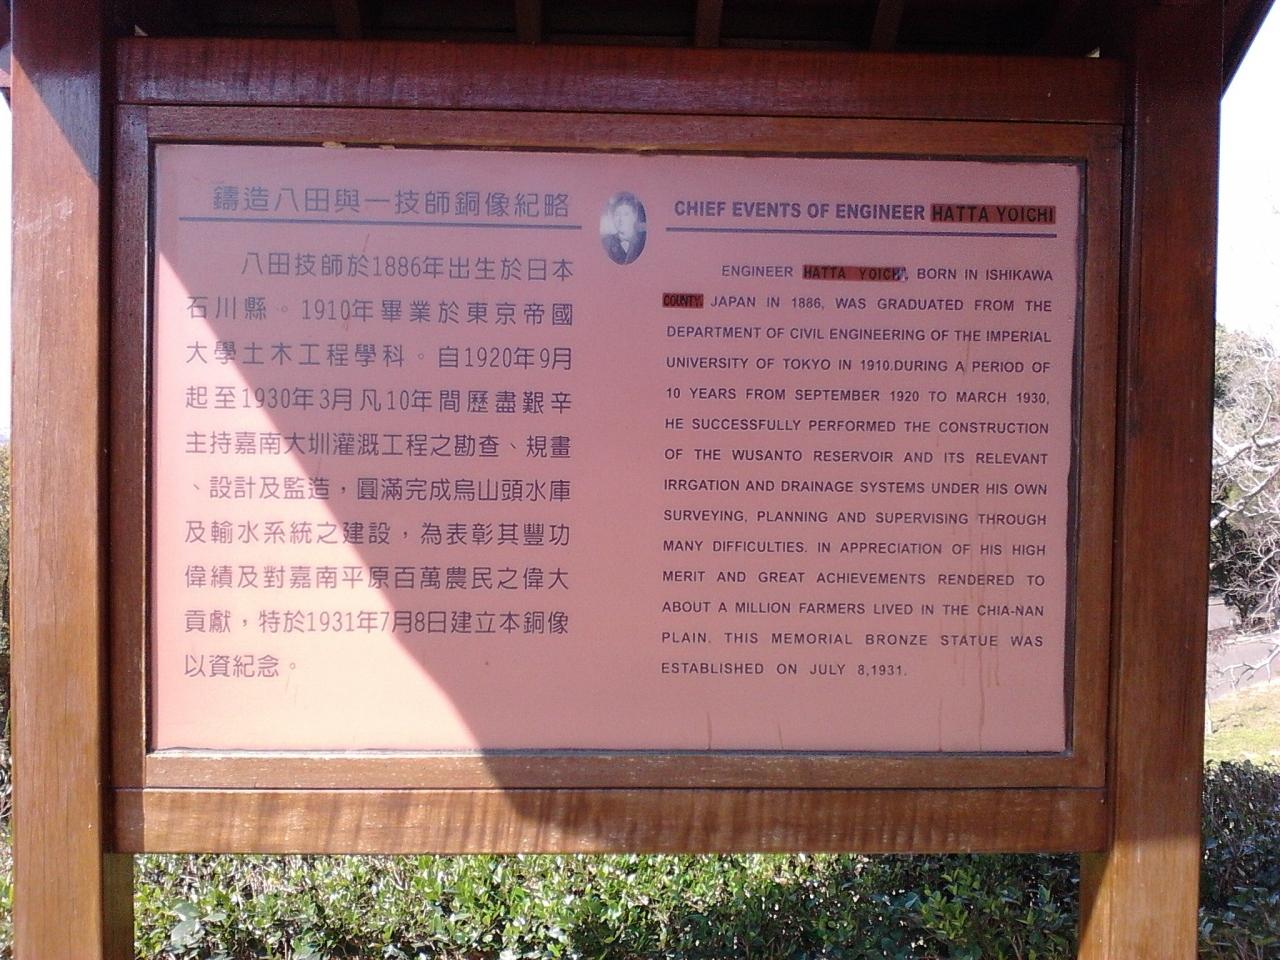 鑄造八田與一技師銅像紀略
八田技師於1886年出生於日本
石川縣。1910年畢業於東京帝國
大學土木工程學科。自1920年9月
起至1930年3月凡10年間歷盡艱辛
主持嘉南大圳灌溉工程之勘查、規畫
、設計及監造，圓滿完成烏山頭水庫
及輸水系統之建設，為表彰其豐功
偉績及對嘉南平原百萬農民之偉大
貢獻，特於1931年7月8日建立本銅像
以資紀念。
CHIEF EVENTS OF ENGINEER HATTA YOICHI
ENGINEER HATTA YOICHI, BORN IN ISHIKAWA
COUNTY, JAPAN IN 1886, WAS GRADUATED FROM THE
DEPARTMENT OF CIVIL ENGINEERING OF THE IMPERIAL
UNIVERSITY OF TOKYO IN 1910.DURING A PERIOD OF
10 YEARS FROM SEPTEMBER 1920 TO MARCH 1930,
HE SUCCESSFULLY PERFORMED THE CONSTRUCTION
OF THE WUSANTO RESERVOIR AND ITS RELEVANT
IRRGATION AND DRAINAGE SYSTEMS UNDER HIS OWN
SURVEYING, PLANNING AND SUPERVISING THROUGH
MANY DIFFICULTIES. IN APPRECIATION OF HIS HIGH
MERIT AND GREAT ACHIEVEMENTS RENDERED TO
ABOUT A MILLION FARMERS LIVED IN THE CHIA-NAN
PLAIN. THIS MEMORIAL BRONZE STATUE WAS
ESTABLISHED ON JULY 8,1931.